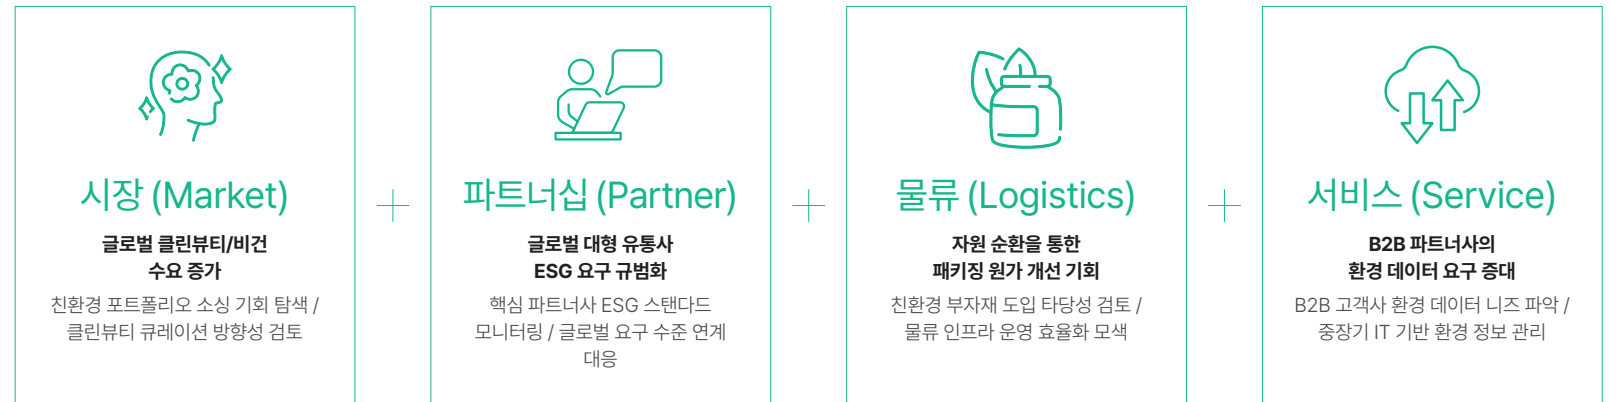 시장 (Market)
글로벌 클린뷰티/비건
수요 증가
친환경 포트폴리오 소싱 기회 탐색 /
클린뷰티 큐레이션 방향성 검토
파트너십 (Partner)
글로벌 대형 유통사
ESG 요구 규범화
핵심 파트너사 ESG 스탠다드
모니터링 / 글로벌 요구 수준 연계
대응
물류 (Logistics)
자원 순환을 통한
패키징 원가 개선 기회
친환경 부자재 도입 타당성 검토 /
물류 인프라 운영 효율화 모색
서비스 (Service)
B2B 파트너사의
환경 데이터 요구 증대
B2B 고객사 환경 데이터 니즈 파악 /
중장기 IT 기반 환경 정보 관리